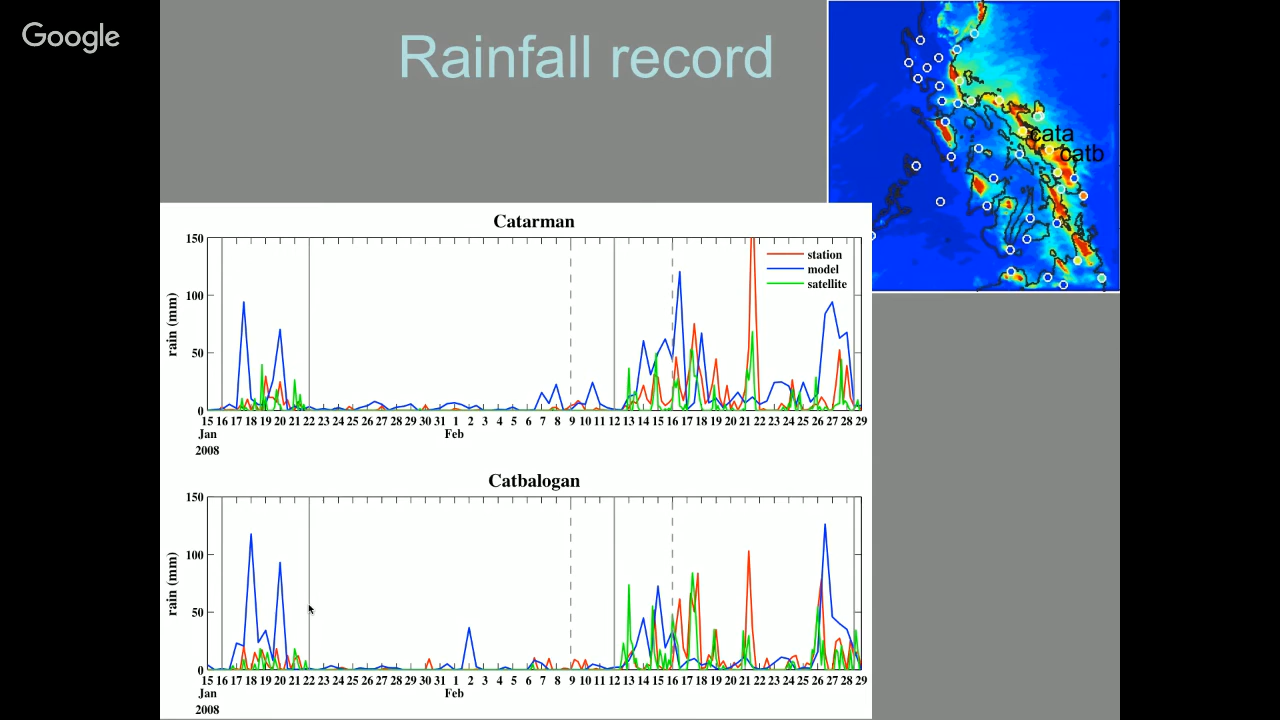 Google
Rainfall record
cata
catb
Catarman
150
100
50
0
rain (mm)
station
model
satellite
15 16 17 18 19 20 21 22 23 24 25 26 27 28 29 30 31 1 2 3 4 5 6 7 8 9 10 11 12 13 14 15 16 17 18 19 20 21 22 23 24 25 26 27 28 29
Jan Feb
2008
Catbalogan
150
100
50
0
rain (mm)
15 16 17 18 19 20 21 22 23 24 25 26 27 28 29 30 31 1 2 3 4 5 6 7 8 9 10 11 12 13 14 15 16 17 18 19 20 21 22 23 24 25 26 27 28 29
Jan Feb
2008